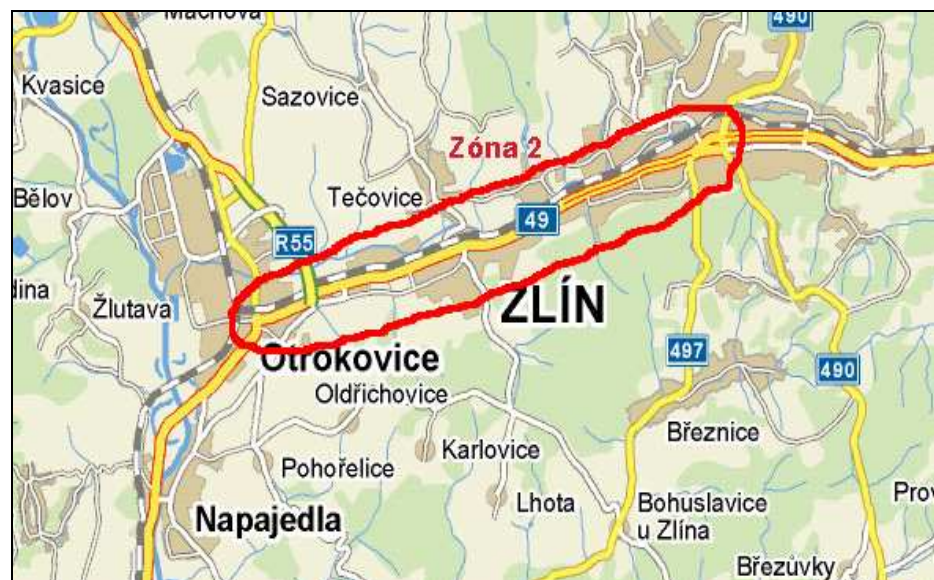 Machová
490
Kvasice
Sazovice
Zóna 2
Tečovice
Bělov
49
R55
dina
Žlutava
ZLÍN
Otrokovice
497
490
Oldřichovice
Březnice
Karlovice
Pohořelice
Lhota
Bohuslavice
u Zlína
Prov
Napajedla
Březůvky